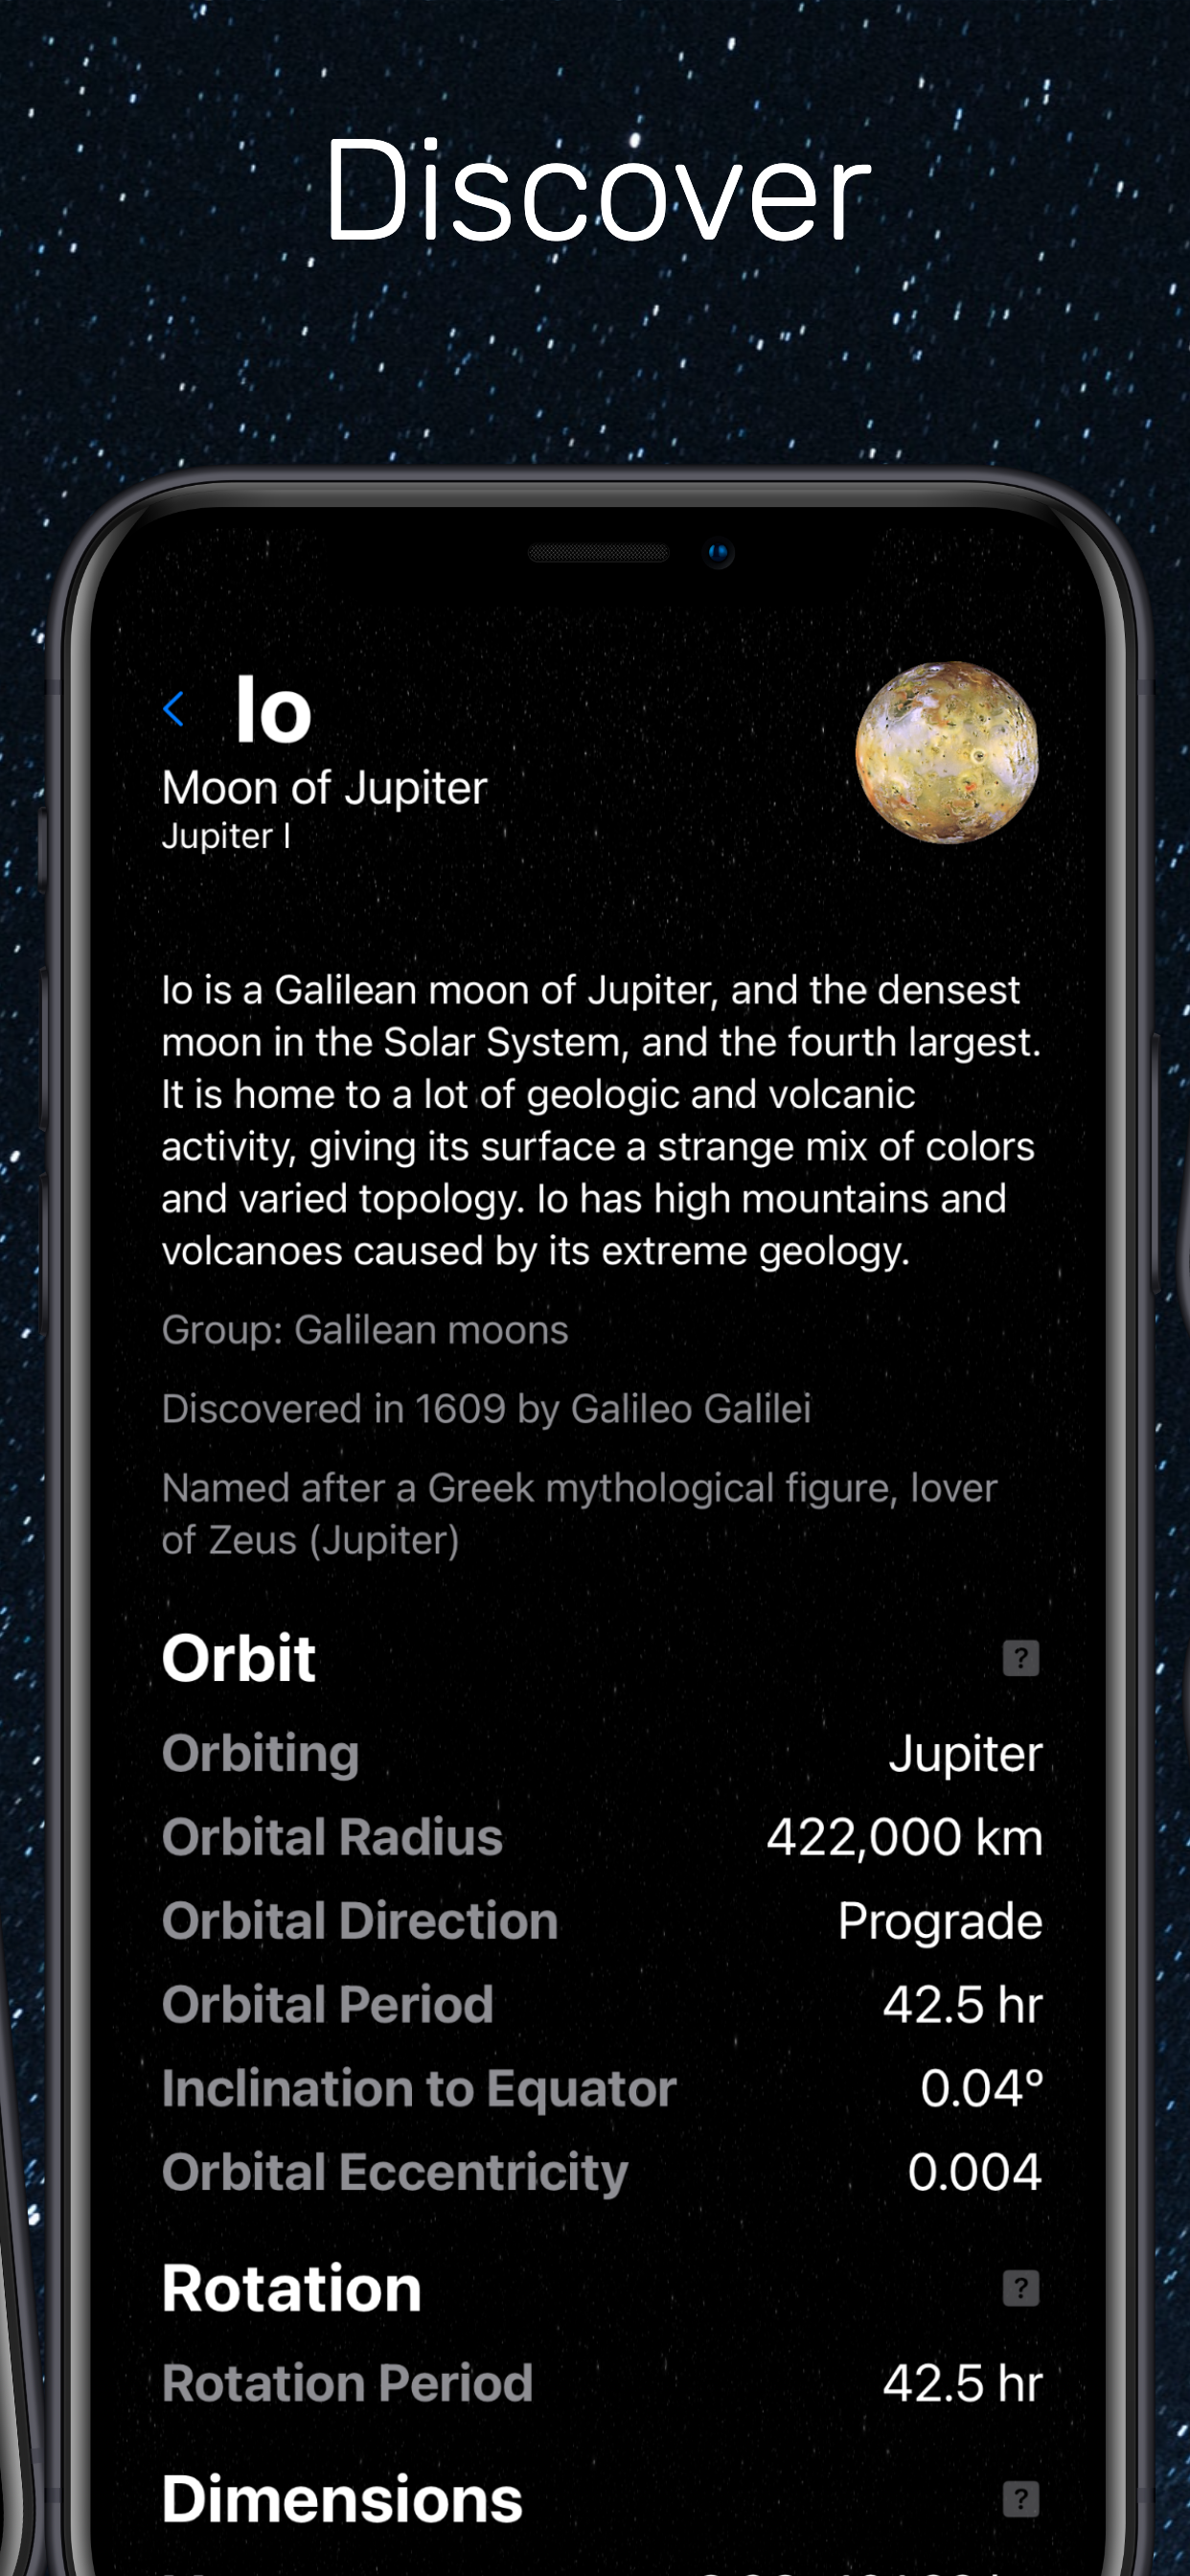 Discover
Io
Moon of Jupiter
Jupiter I
Io is a Galilean moon of Jupiter, and the densest
moon in the Solar System, and the fourth largest.
It is home to a lot of geologic and volcanic
activity, giving its surface a strange mix of colors
and varied topology. Io has high mountains and
volcanoes caused by its extreme geology.
Group: Galilean moons
Discovered in 1609 by Galileo Galilei
Named after a Greek mythological figure, lover
of Zeus (Jupiter)
Orbit ?
Orbiting Jupiter
Orbital Radius 422,000 km
Orbital Direction Prograde
Orbital Period 42.5 hr
Inclination to Equator 0.04º
Orbital Eccentricity 0.004
Rotation ?
Rotation Period 42.5 hr
Dimensions ?